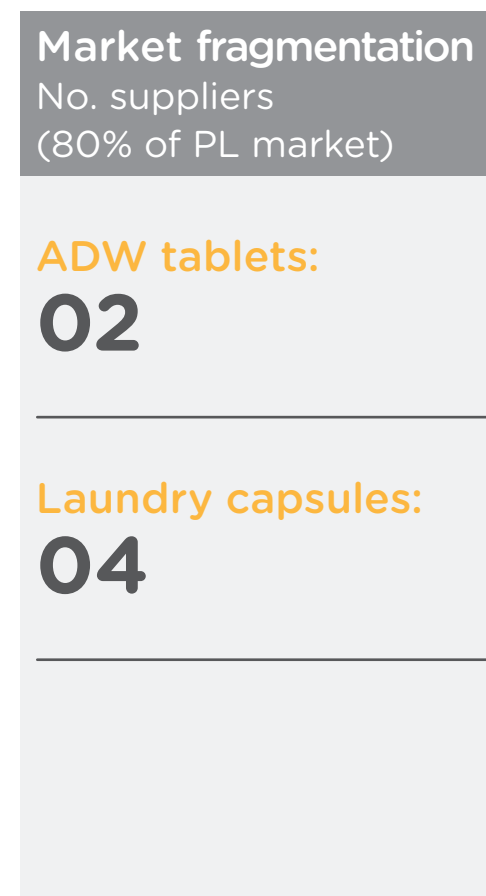 Market fragmentation
No. suppliers
(80% of PL market)
ADW tablets:
02
Laundry capsules:
04